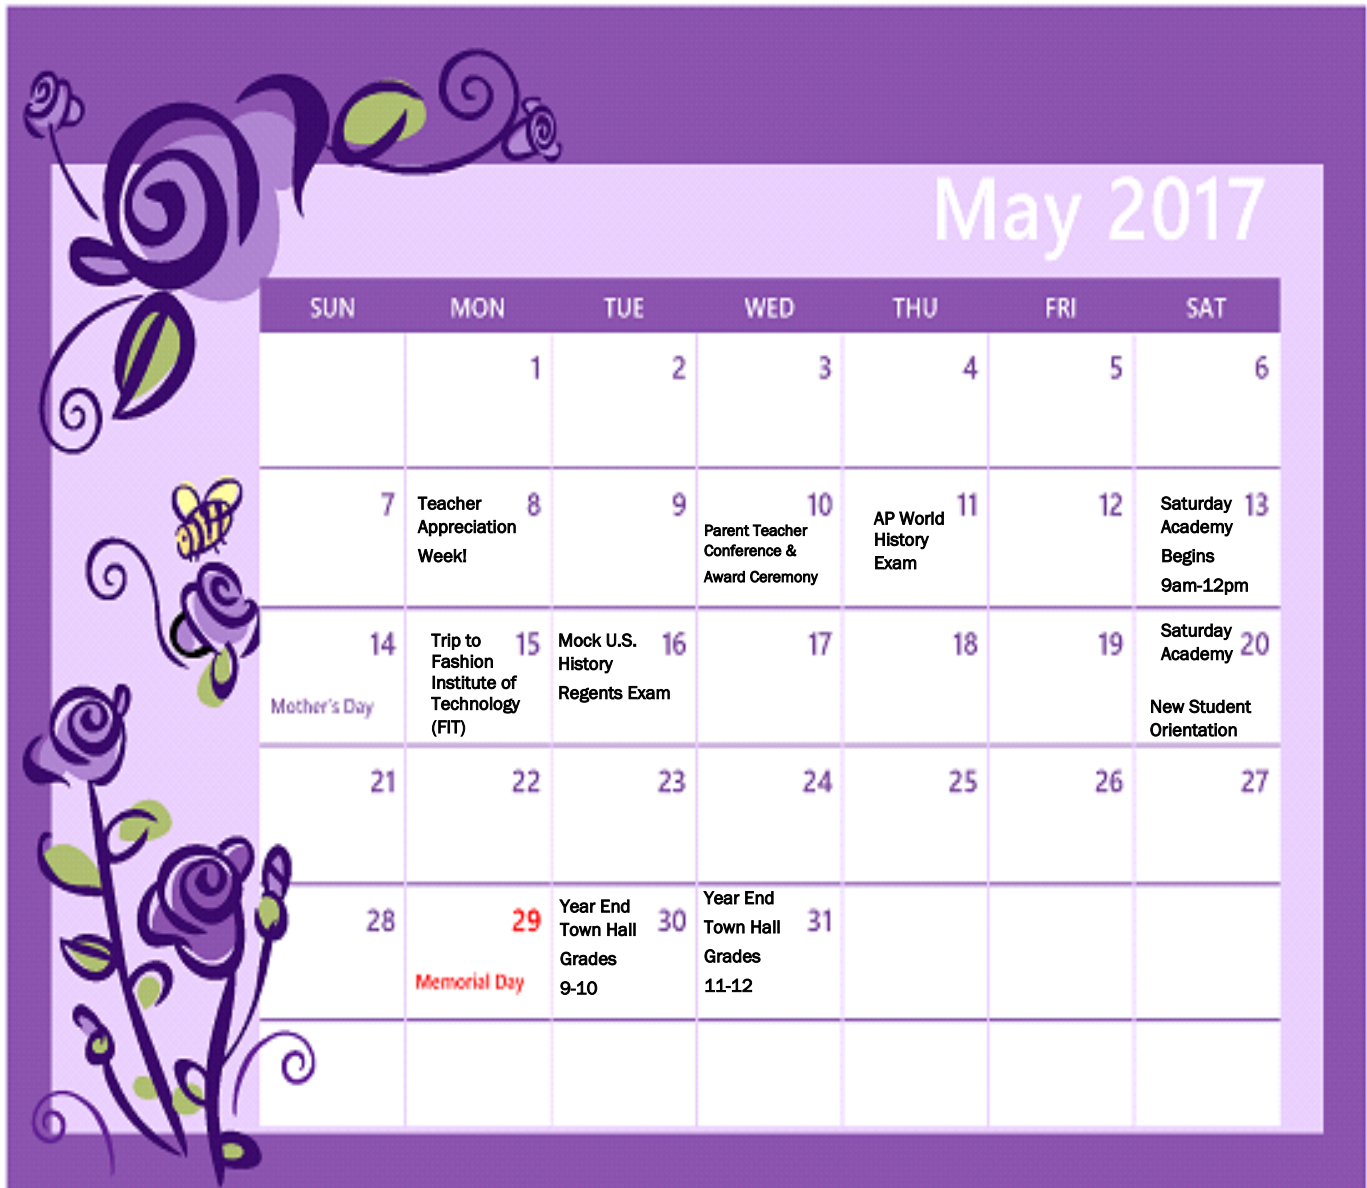 May 2017
SUN MON TUE WED THU FRI SAT
1 2 3 4 5 6
7
Teacher 8
Appreciation
Week!
9
10
Parent Teacher
Conference &
Award Ceremony
AP World 11
History
Exam
12
Saturday 13
Academy
Begins
9am-12pm
14
Mother's Day
Trip to 15
Fashion
Institute of
Technology
(FIT)
Mock U.S. 16
History
Regents Exam
17
18
19
Saturday
Academy 20
New Student
Orientation
21 22 23 24 25 26 27
28
29
Memorial Day
Year End
Town Hall 30
Grades
9-10
Year End
Town Hall 31
Grades
11-12